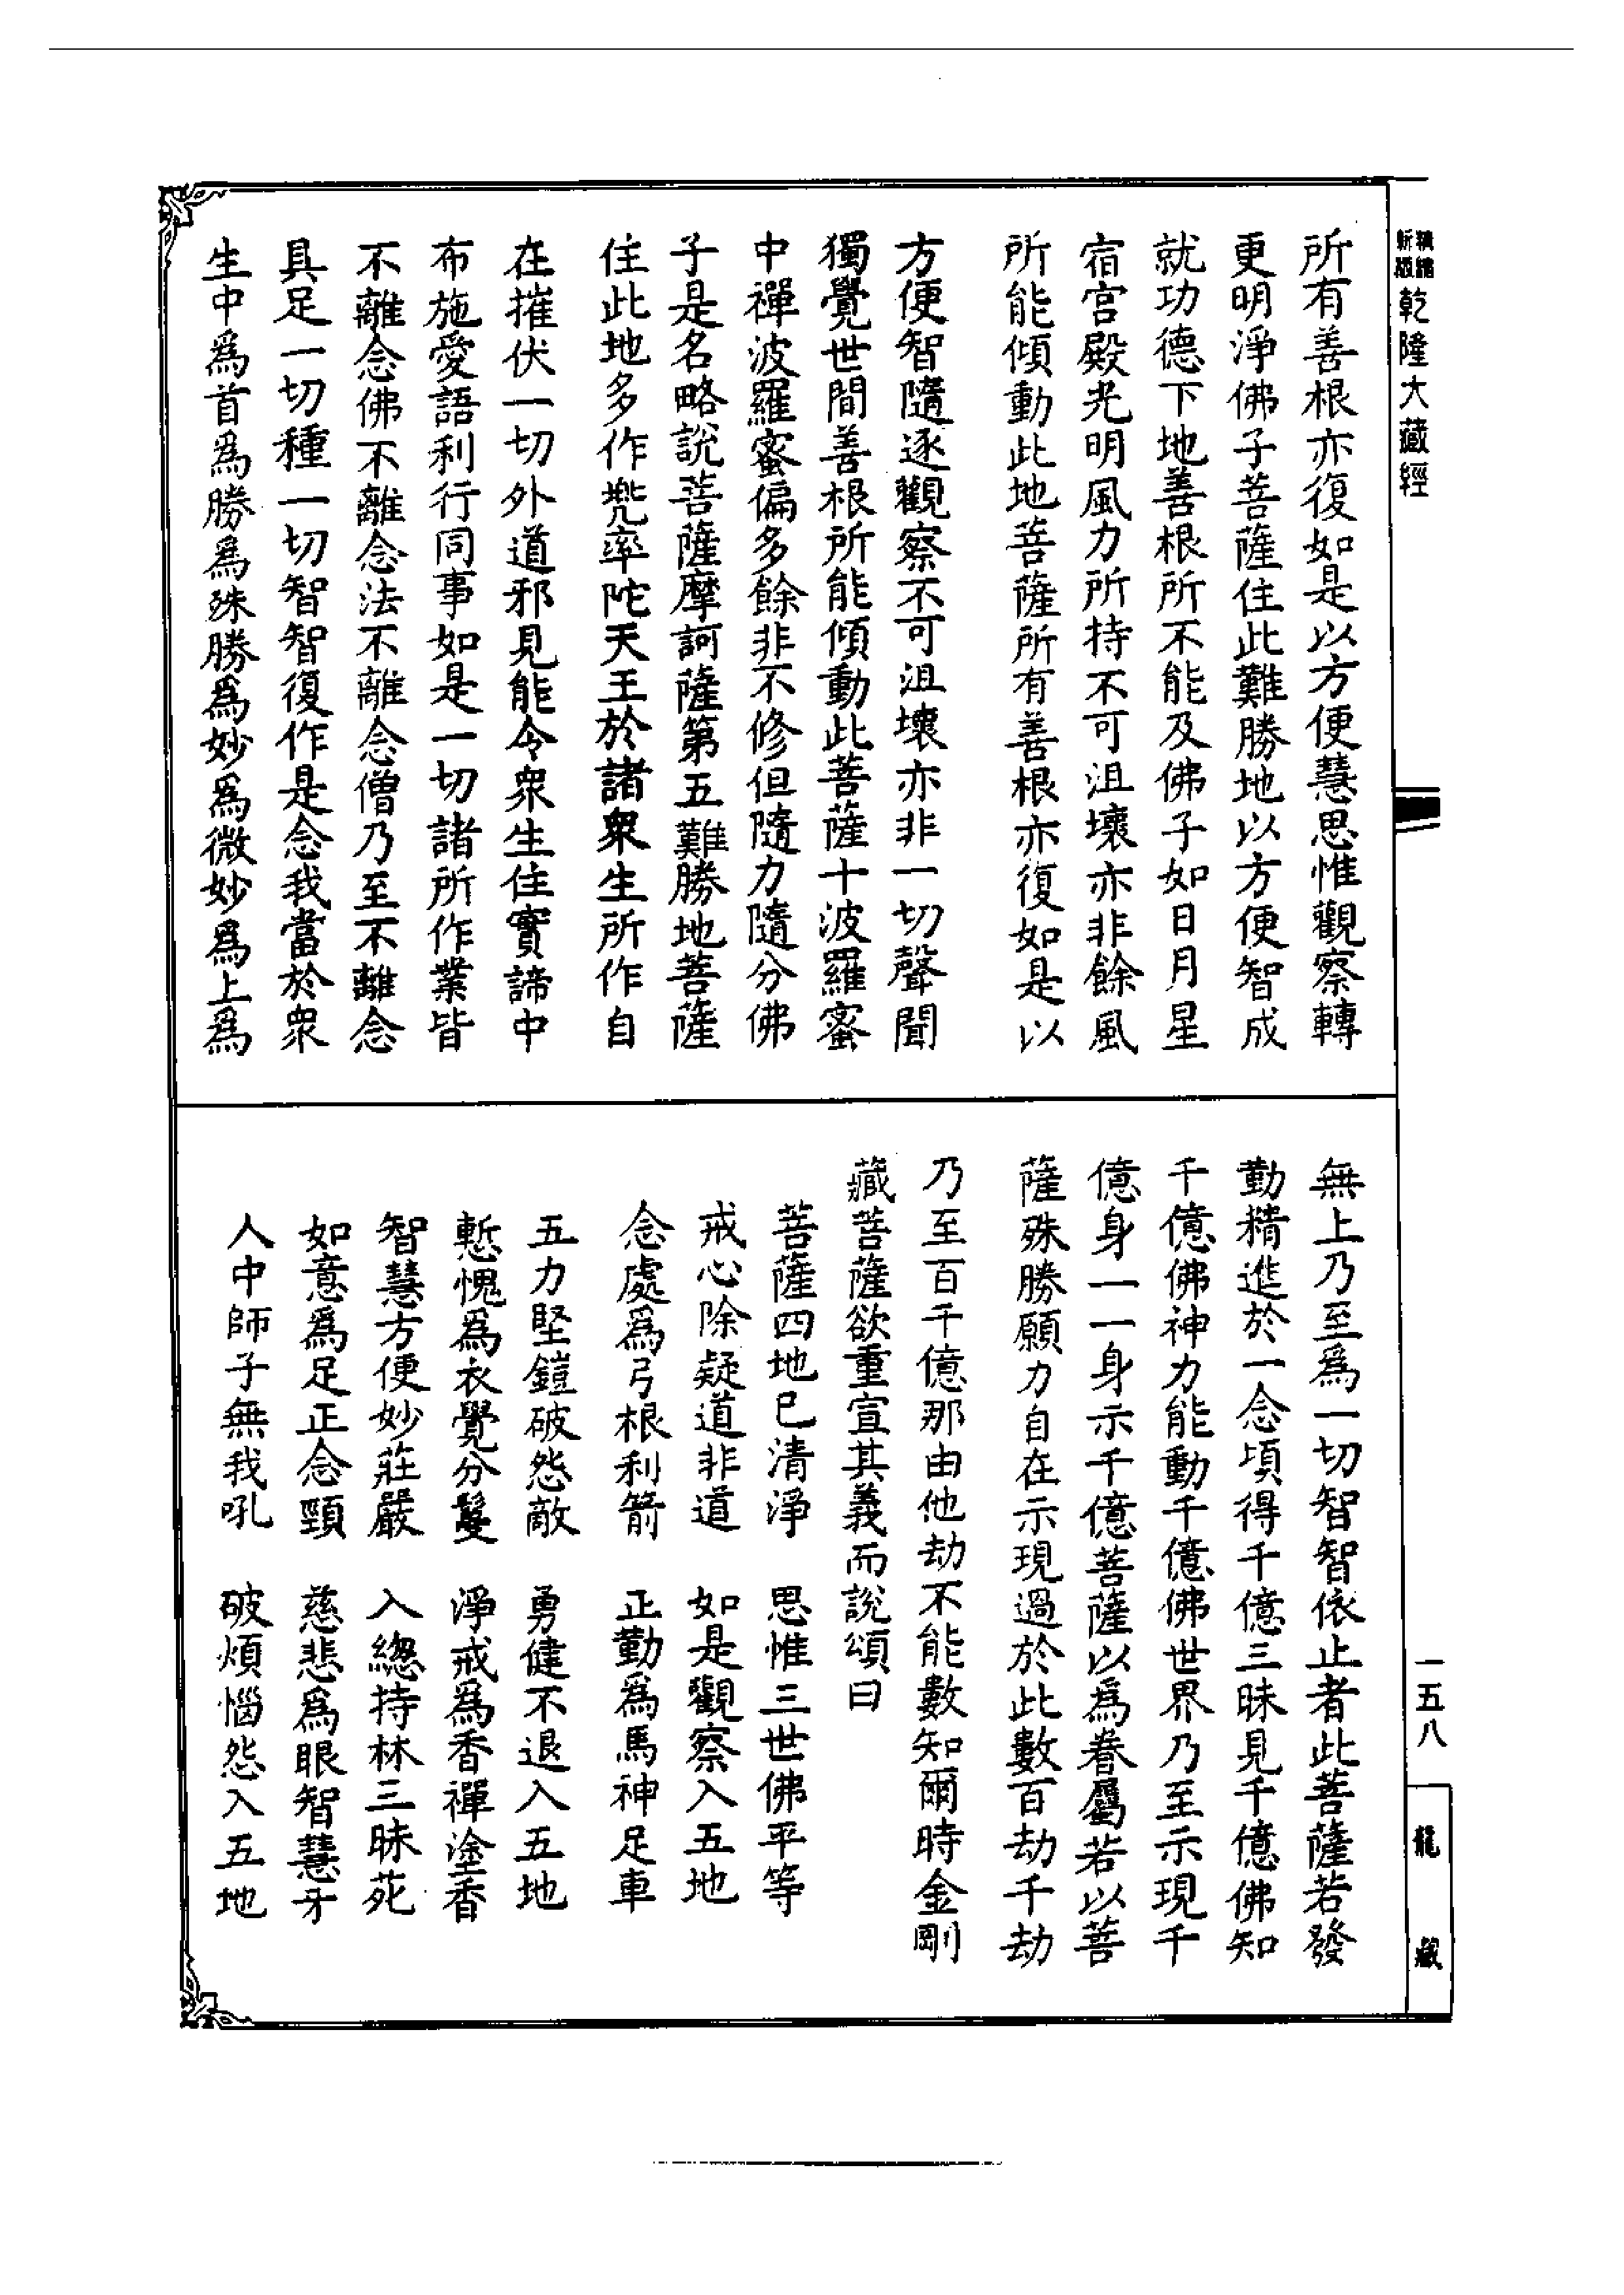 精縮
新版
乾隆大藏經
所有善根亦復如是以方便慧思惟觀察轉
更明淨佛子菩薩住此難勝地以方便智成
就功德下地善根所不能及佛子如日月星
宿宮殿光明風力所持不可沮壞亦非餘風
所能傾動此地菩薩所有善根亦復如是以
方便智隨逐觀察不可沮壞亦非一切聲聞
獨覺世間善根所能傾動此菩薩十波羅蜜
中禪波羅蜜偏多餘非不修但隨力隨分佛
子是名略說菩薩摩訶薩第五難勝地菩薩
住此地多作兜率陀天王於諸眾生所作自
在摧伏一切外道邪見能令眾生住實諦中
布施愛語利行同事如是一切諸所作業皆
不離念佛不離念法不離念僧乃至不離念
具足一切種一切智智復作是念我當於眾
生中爲首爲勝爲殊勝爲妙爲微妙爲上爲
無上乃至爲一切智智依止者此菩薩若發
勤精進於一念頃得千億三昧見千億佛知
千億佛神力能動千億佛世界乃至示現千
億身一一身示千億菩薩以爲眷屬若以菩
薩殊勝願力自在示現過於此數百劫千劫
乃至百千億那由他劫不能數知爾時金剛
藏菩薩欲重宣其義而說頌曰
菩薩四地已清淨　思惟三世佛平等
戒心除疑道非道　如是觀察入五地
念處爲弓根利箭　正勤爲馬神足車
五力堅鎧破怨敵　勇健不退入五地
慙愧爲衣覺分鬘　淨戒爲香禪塗香
智慧方便妙莊嚴　入總持林三昧苑
如意爲足正念頸　慈悲爲眼智慧牙
人中師子無我吼　破煩惱怨入五地
一五八
龍藏